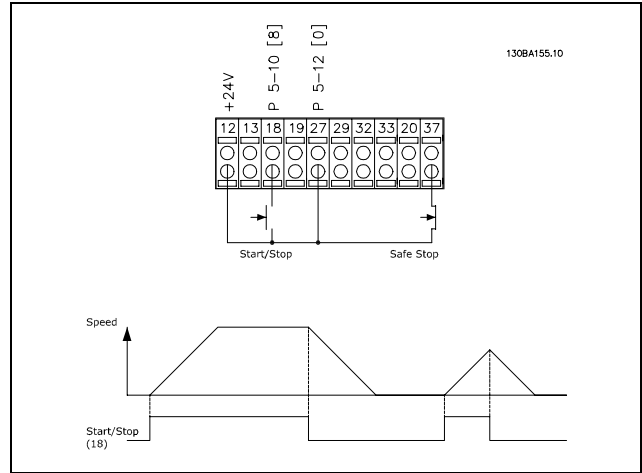 130BA155.10
+24V
P 5-10 [8]
P 5-12 [0]
12 13 18 19 27 29 32 33 20 37
Start/Stop
Safe Stop
Speed
Start/Stop
(18)